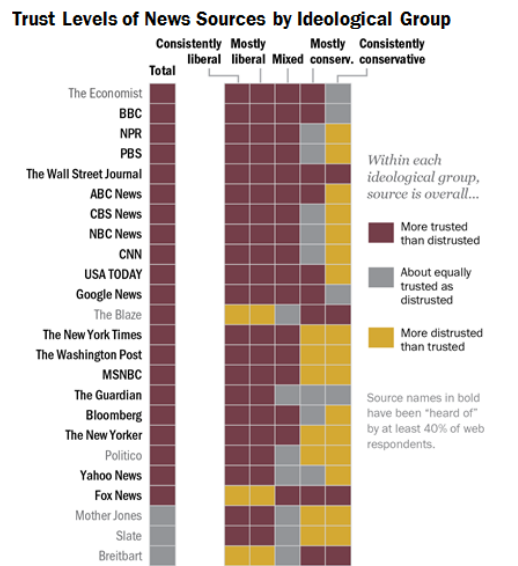 Trust Levels of News Sources by Ideological Group
Consistently liberal
Mostly liberal
Mixed
Mostly conserv.
Consistently conservative
Total
The Economist
BBC
NPR
PBS
The Wall Street Journal
ABC News
CBS News
NBC News
CNN
USA TODAY
Google News
The Blaze
The New York Times
The Washington Post
MSNBC
The Guardian
Bloomberg
The New Yorker
Politico
Yahoo News
Fox News
Mother Jones
Slate
Breitbart
Within each
ideological group,
source is overall...
More trusted
than distrusted
About equally
trusted as
distrusted
More distrusted
than trusted
Source names in bold
have been “heard of”
by at least 40% of web
respondents.